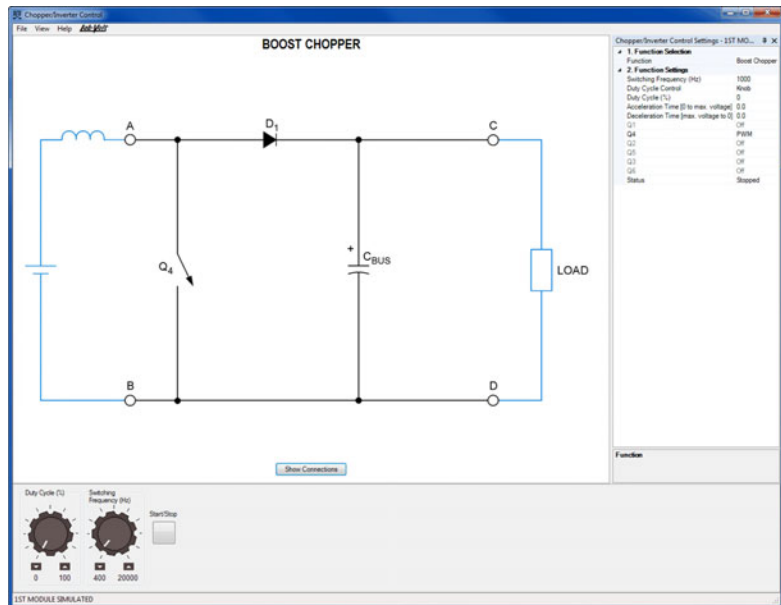 Chopper/Inverter Control
File View Help Lab-Volt
BOOST CHOPPER
A
D1
C
Q4
+
CBUS
LOAD
B
D
Show Connections
Chopper/Inverter Control Settings - 1ST MO...
1. Function Selection
Function Boost Chopper
2. Function Settings
Switching Frequency (Hz) 1000
Duty Cycle Control Knob
Duty Cycle (%) 0
Acceleration Time [0 to max. voltage] 0.0
Deceleration Time [max. voltage to 0] 0.0
Q1 Off
Q4 PWM
Q2 Off
Q5 Off
Q3 Off
Q6 Off
Status Stopped
Function
Duty Cycle (%)
0 100
Switching
Frequency (Hz)
400 20000
Start/Stop
1ST MODULE SIMULATED